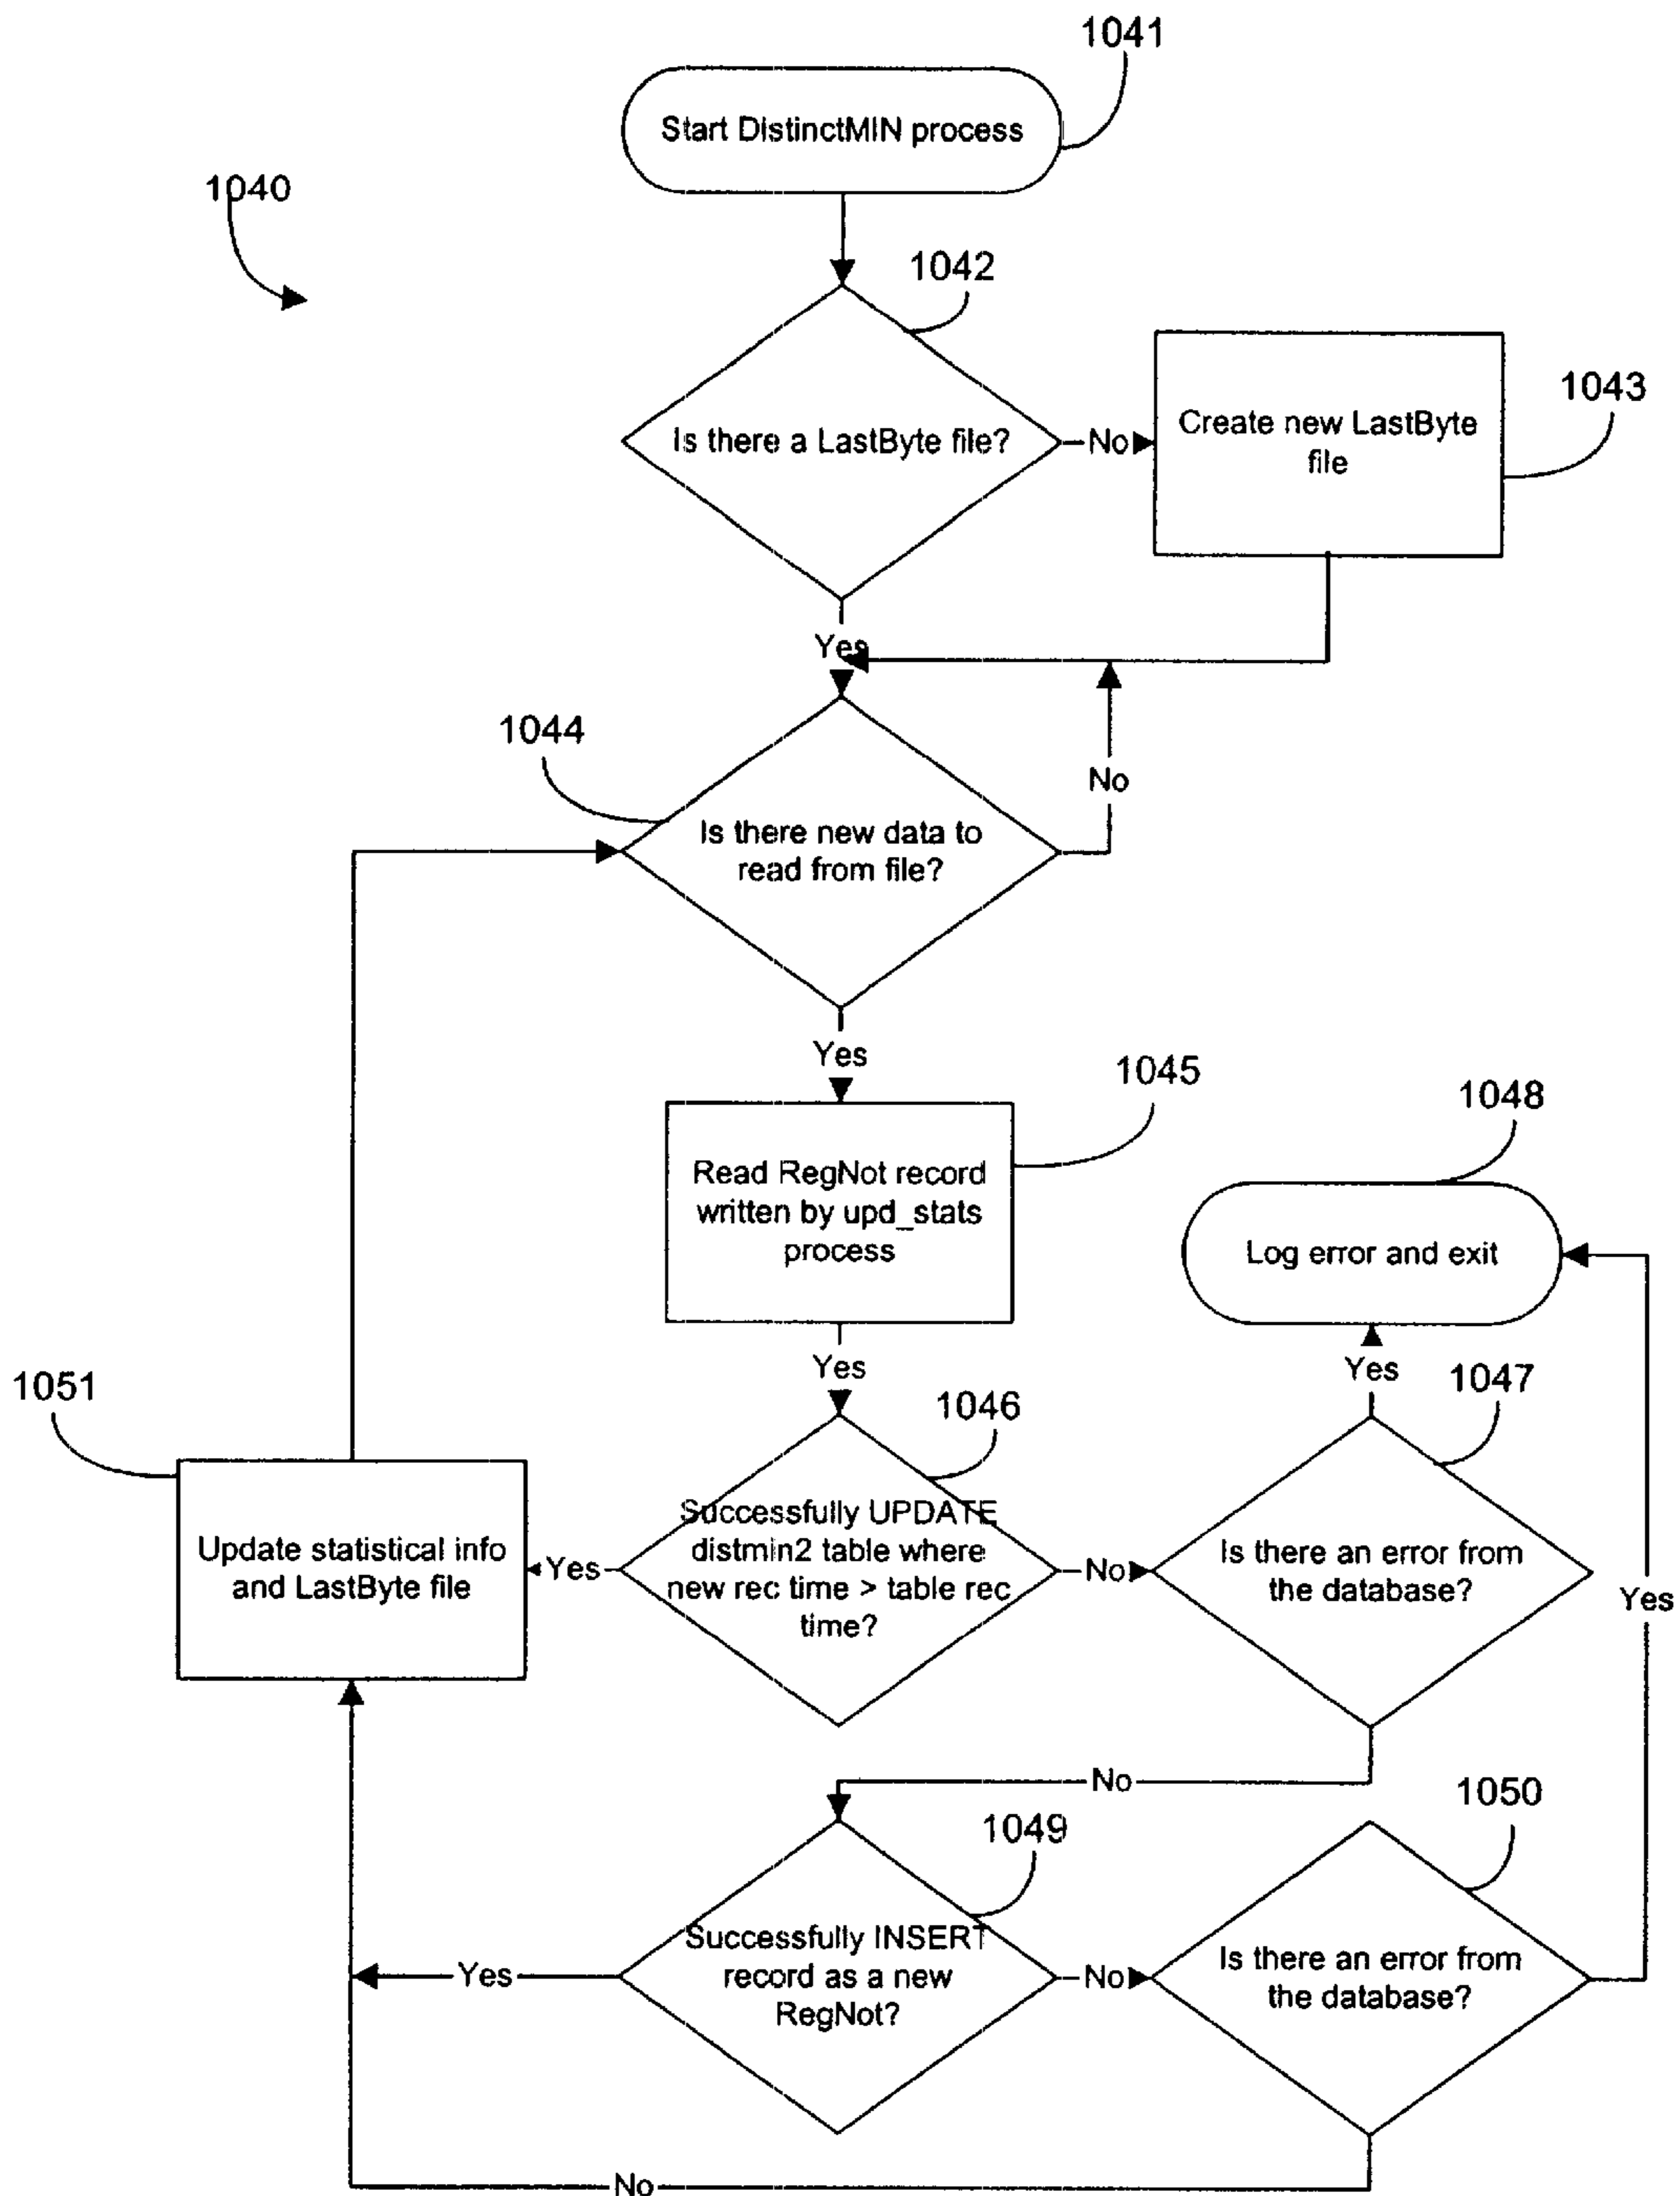 1041
Start DistinctMIN process
1040
1042
Is there a LastByte file?
No
Create new LastByte
file
1043
Yes
1044
No
Is there new data to
read from file?
Yes
1045
Read RegNot record
written by upd_stats
process
1048
Log error and exit
Yes
Yes
1047
1046
1051
Successfully UPDATE
distmin2 table where
new rec time > table rec
time?
Update statistical info
and LastByte file
Yes
No
Is there an error from
the database?
Yes
No
1050
1049
Successfully INSERT
record as a new
RegNot?
Yes
No
Is there an error from
the database?
No